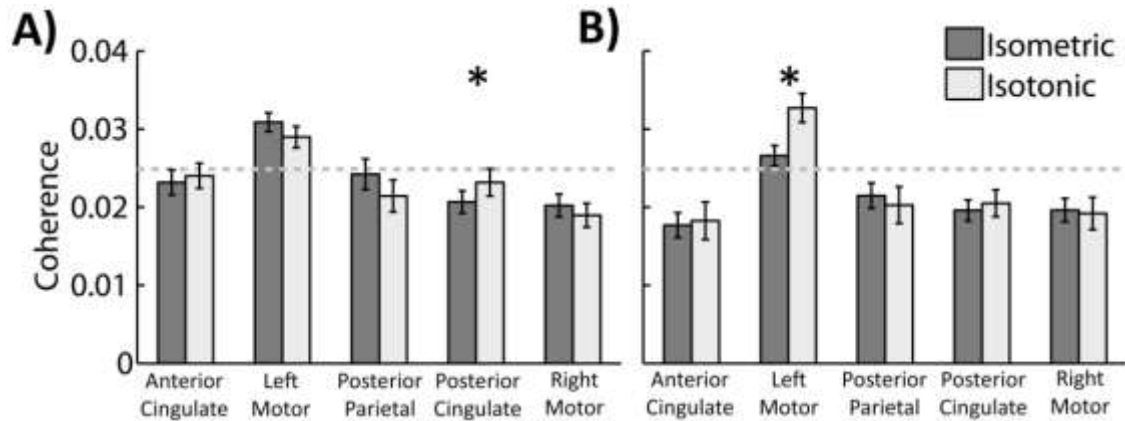 A)
B)
Isometric
Isotonic
*
*
0.04
0.03
0.02
0.01
0
Coherence
Anterior Cingulate
Left Motor
Posterior Parietal
Posterior Cingulate
Right Motor
Anterior Cingulate
Left Motor
Posterior Parietal
Posterior Cingulate
Right Motor